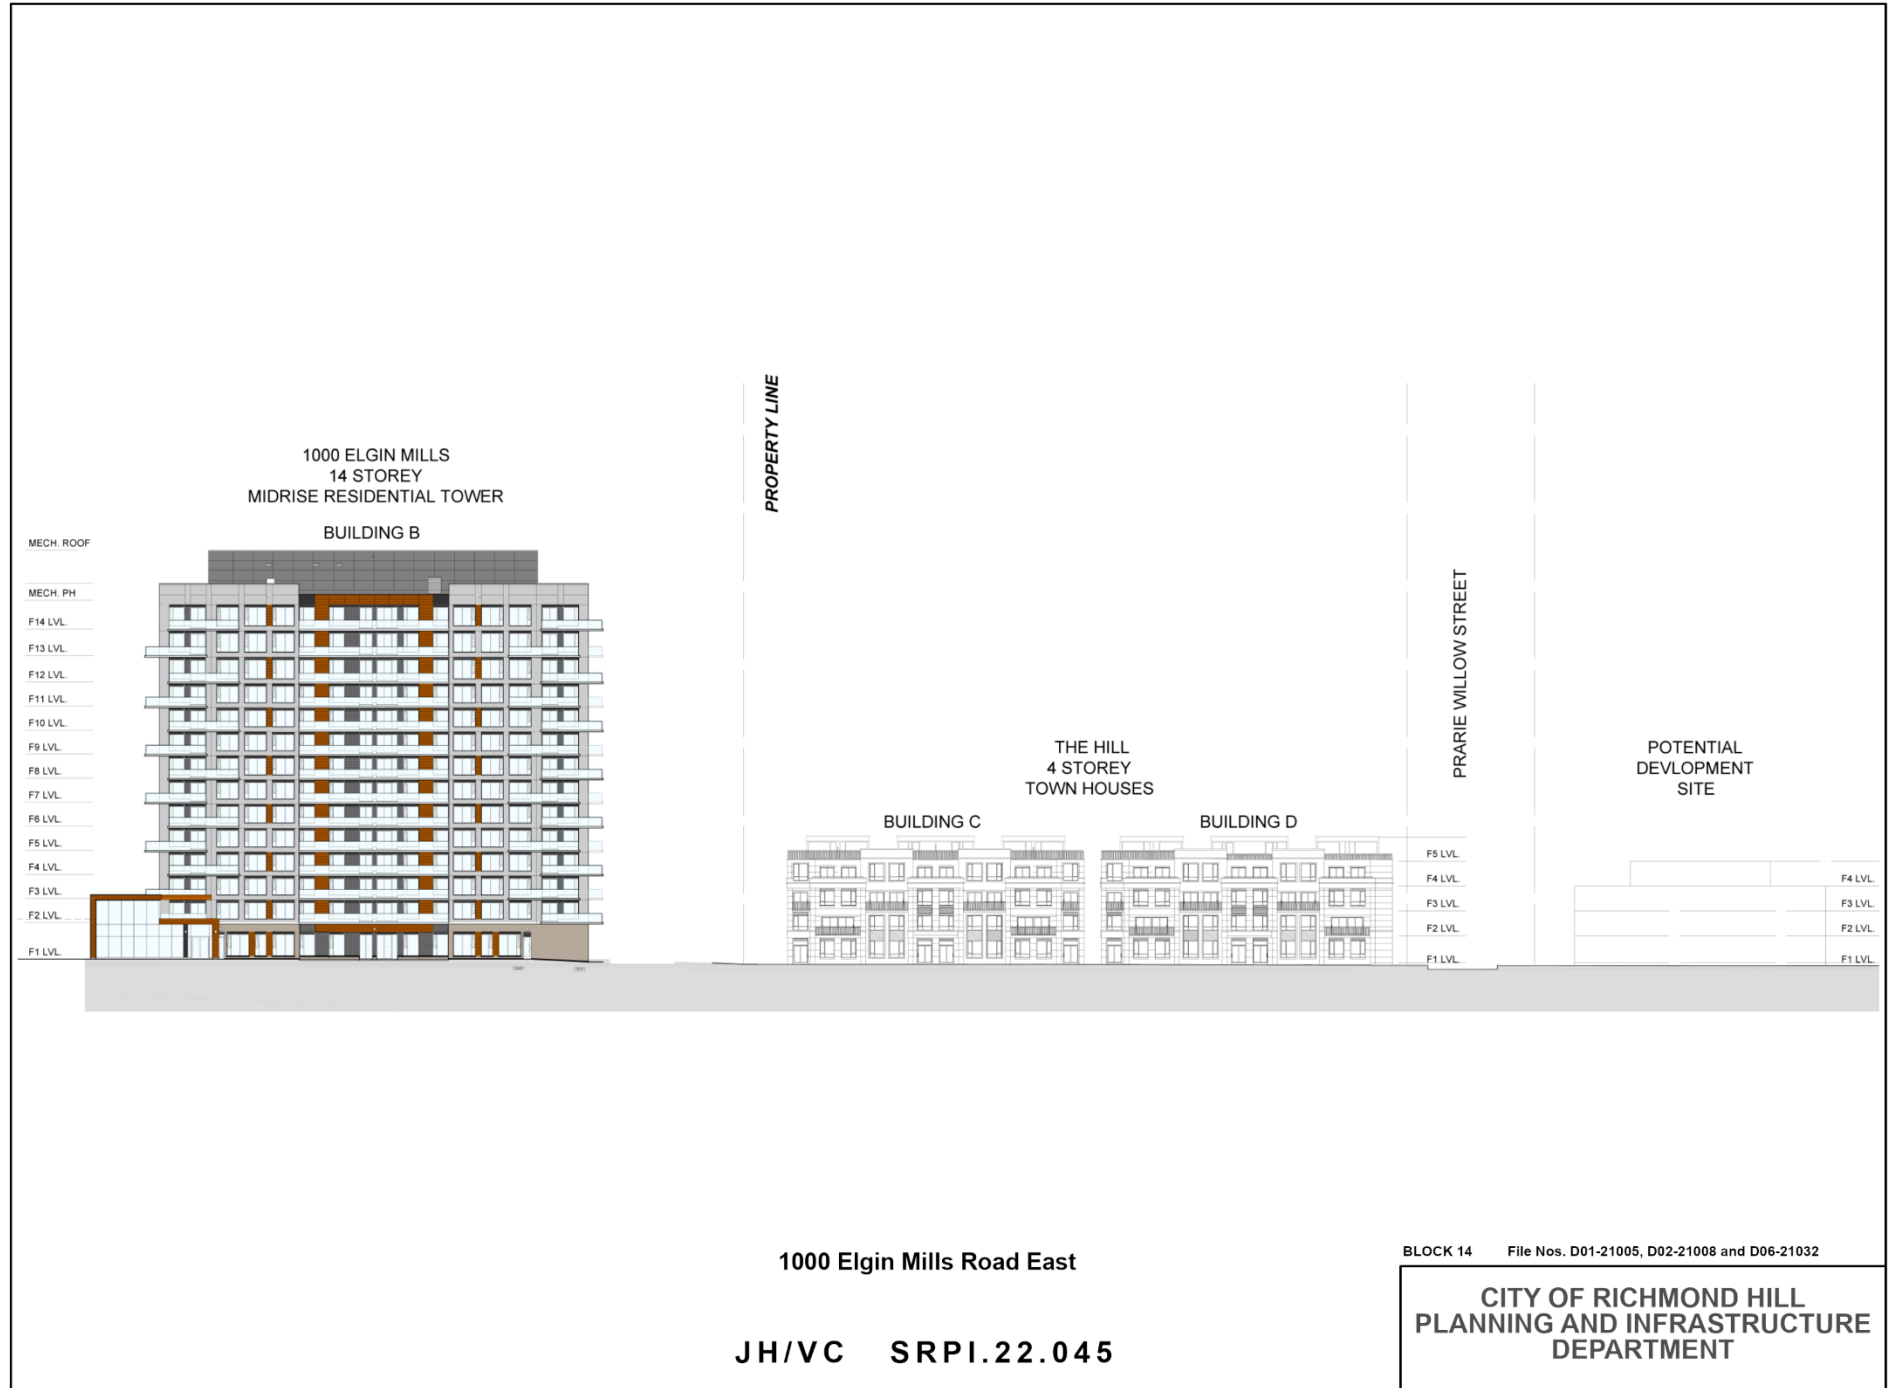 PROPERTY LINE
1000 ELGIN MILLS
14 STOREY
MIDRISE RESIDENTIAL TOWER
BUILDING B
MECH. ROOF
MECH. PH
F14 LVL.
F13 LVL.
F12 LVL.
F11 LVL.
F10 LVL.
F9 LVL.
F8 LVL.
F7 LVL.
F6 LVL.
F5 LVL.
F4 LVL.
F3 LVL.
F2 LVL.
F1 LVL.
THE HILL
4 STOREY
TOWN HOUSES
BUILDING C
BUILDING D
F5 LVL.
F4 LVL.
F3 LVL.
F2 LVL.
F1 LVL.
PRARIE WILLOW STREET
POTENTIAL
DEVLOPMENT
SITE
F4 LVL.
F3 LVL.
F2 LVL.
F1 LVL.
1000 Elgin Mills Road East
JH/VC SRPI.22.045
BLOCK 14 File Nos. D01-21005, D02-21008 and D06-21032
CITY OF RICHMOND HILL
PLANNING AND INFRASTRUCTURE
DEPARTMENT